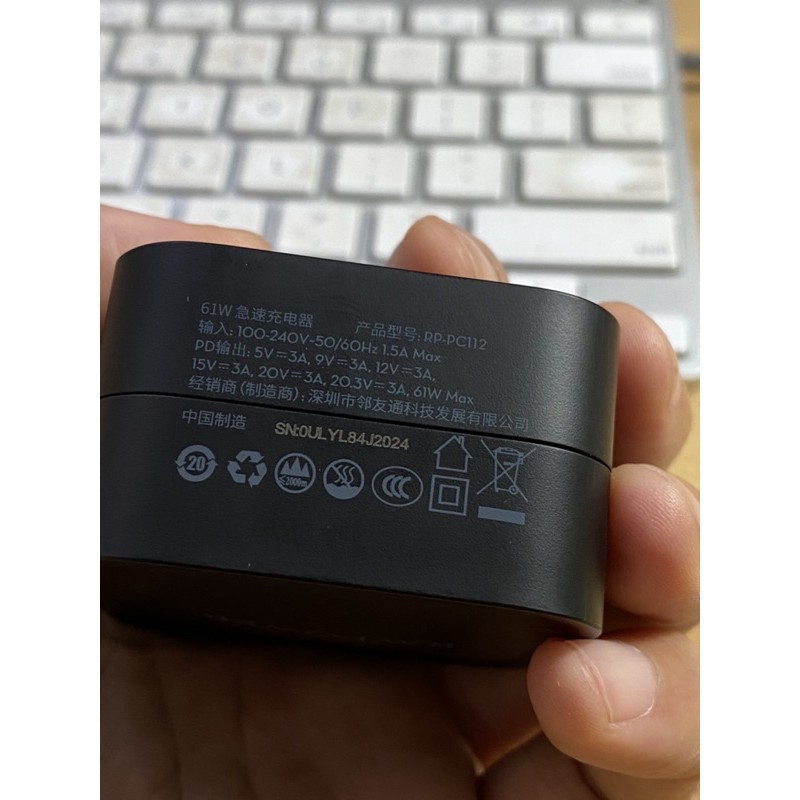 61W 急速充电器 产品型号: RP-PC112
输入: 100-240V~50/60Hz 1.5A Max
PD输出: 5V⎓3A, 9V⎓3A, 12V⎓3A,
15V⎓3A, 20V⎓3A, 20.3V⎓3A, 61W Max
经销商 (制造商): 深圳市邻友通科技发展有限公司
中国制造 SN:0ULYL84J2024
20
≤2000m
CCC